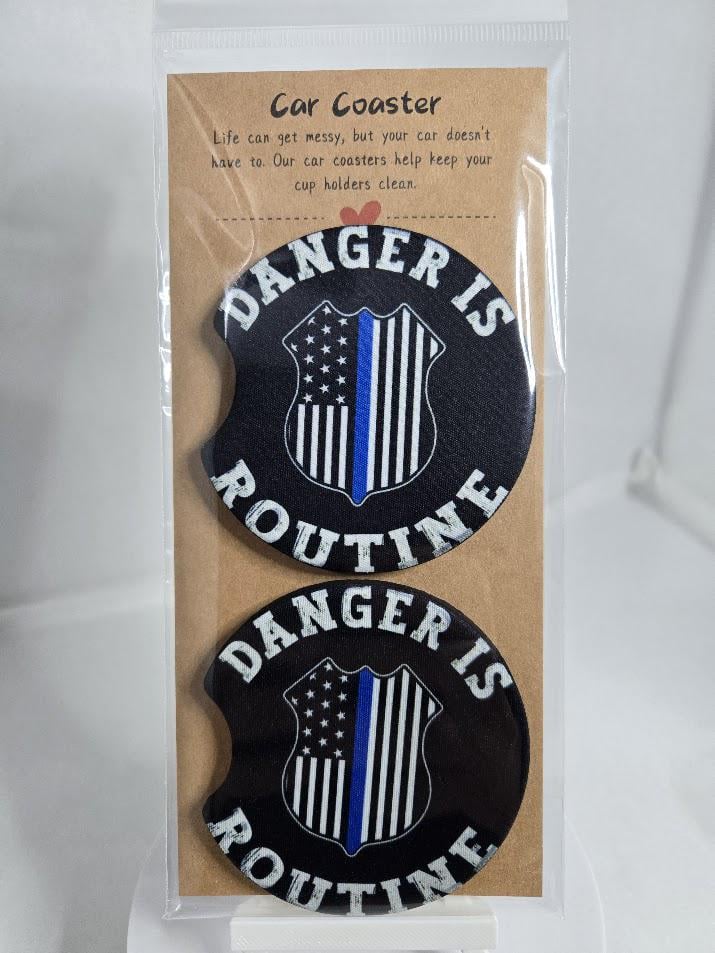 Car Coaster
Life can get messy, but your car doesn't
have to. Our car coasters help keep your
cup holders clean.
DANGER IS
ROUTINE
DANGER IS
ROUTINE